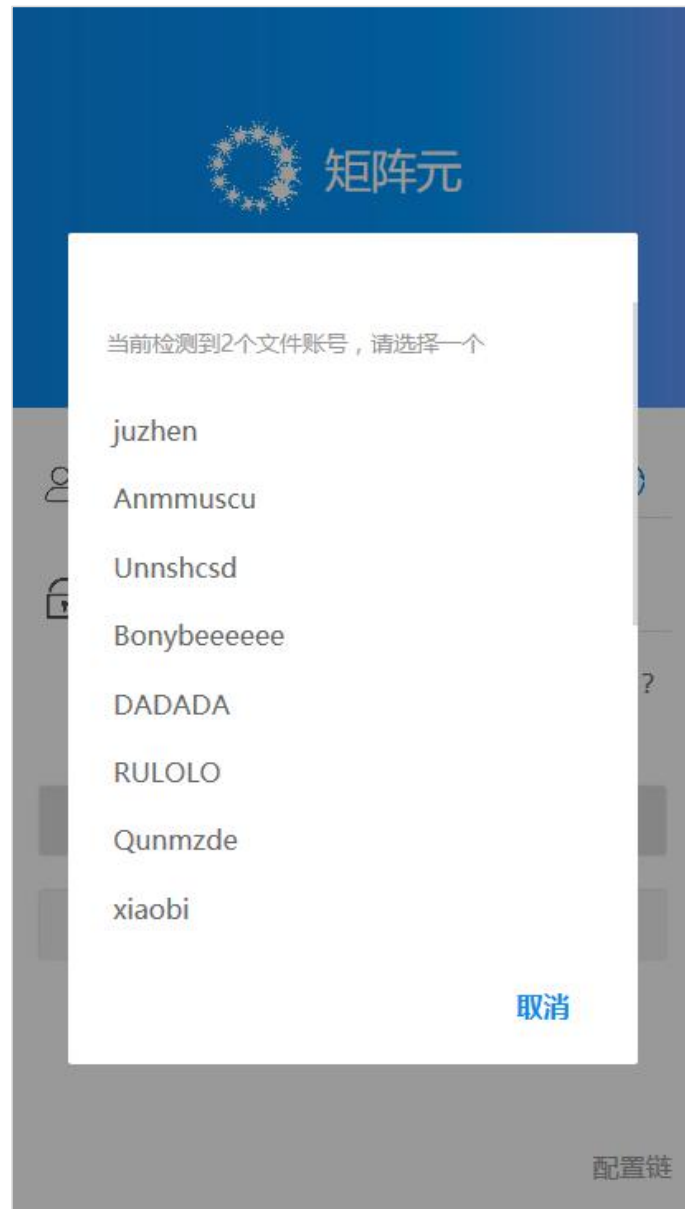 矩阵元
当前检测到2个文件账号，请选择一个
juzhen
Anmmuscu
Unnshcsd
Bonybeeeeee
DADADA
RULOLO
Qunmzde
xiaobi
?
取消
配置链